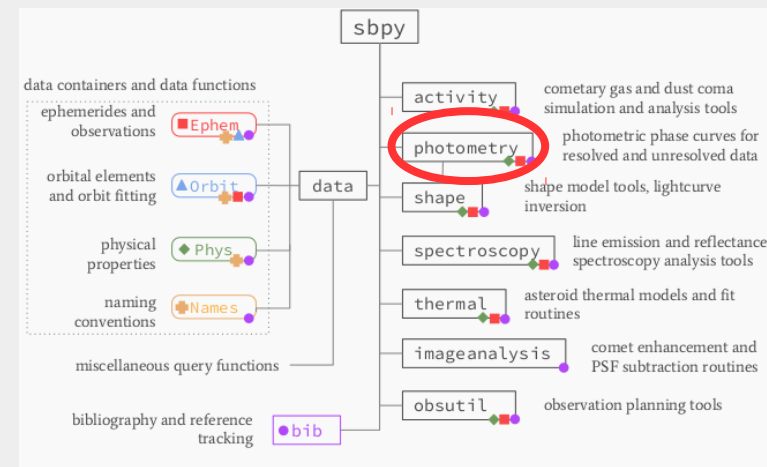 sbpy
data containers and data functions
ephemerides and
observations
Ephem
orbital elements
and orbit fitting
Orbit
physical
properties
Phys
naming
conventions
Names
data
miscellaneous query functions
bibliography and reference
tracking
bib
activity
cometary gas and dust coma
simulation and analysis tools
photometry
photometric phase curves for
resolved and unresolved data
shape
shape model tools, lightcurve
inversion
spectroscopy
line emission and reflectance
spectroscopy analysis tools
thermal
asteroid thermal models and fit
routines
imageanalysis
comet enhancement and
PSF subtraction routines
obsutil
observation planning tools